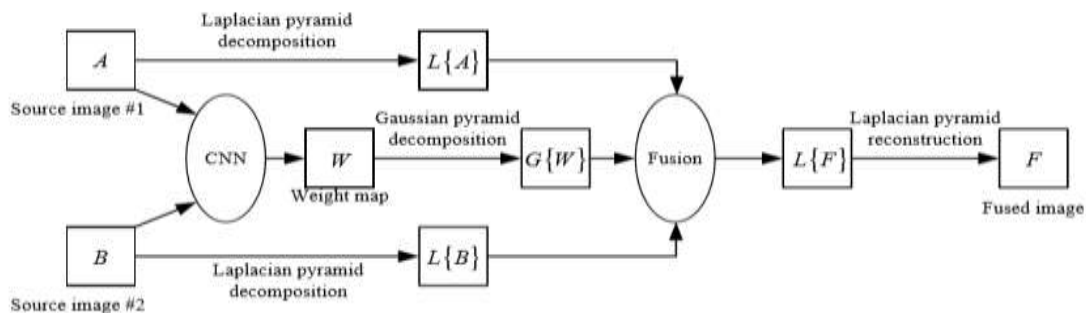 Laplacian pyramid
decomposition
A
L{A}
Source image #1
CNN
W
Weight map
Gaussian pyramid
decomposition
G{W}
Fusion
L{F}
Laplacian pyramid
reconstruction
F
Fused image
B
L{B}
Laplacian pyramid
decomposition
Source image #2